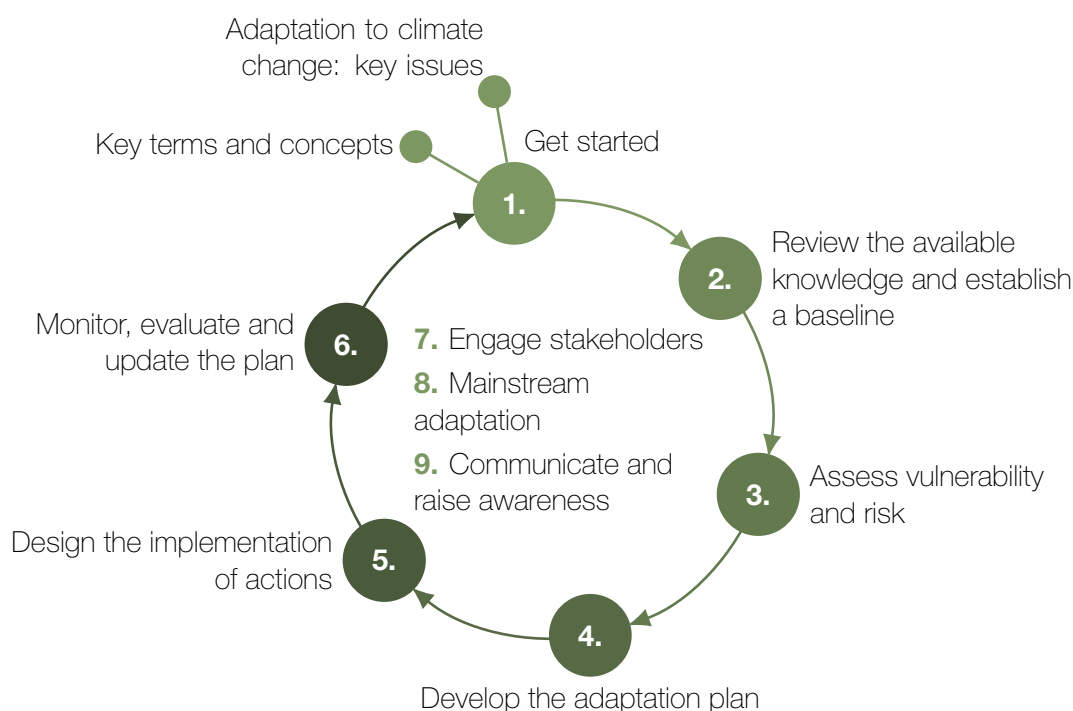 Adaptation to climate
change: key issues
Key terms and concepts
Get started
1.
2.
Review the available
knowledge and establish
a baseline
3.
Assess vulnerability
and risk
4.
Develop the adaptation plan
5.
Design the implementation
of actions
6.
Monitor, evaluate and
update the plan
7. Engage stakeholders
8. Mainstream
adaptation
9. Communicate and
raise awareness